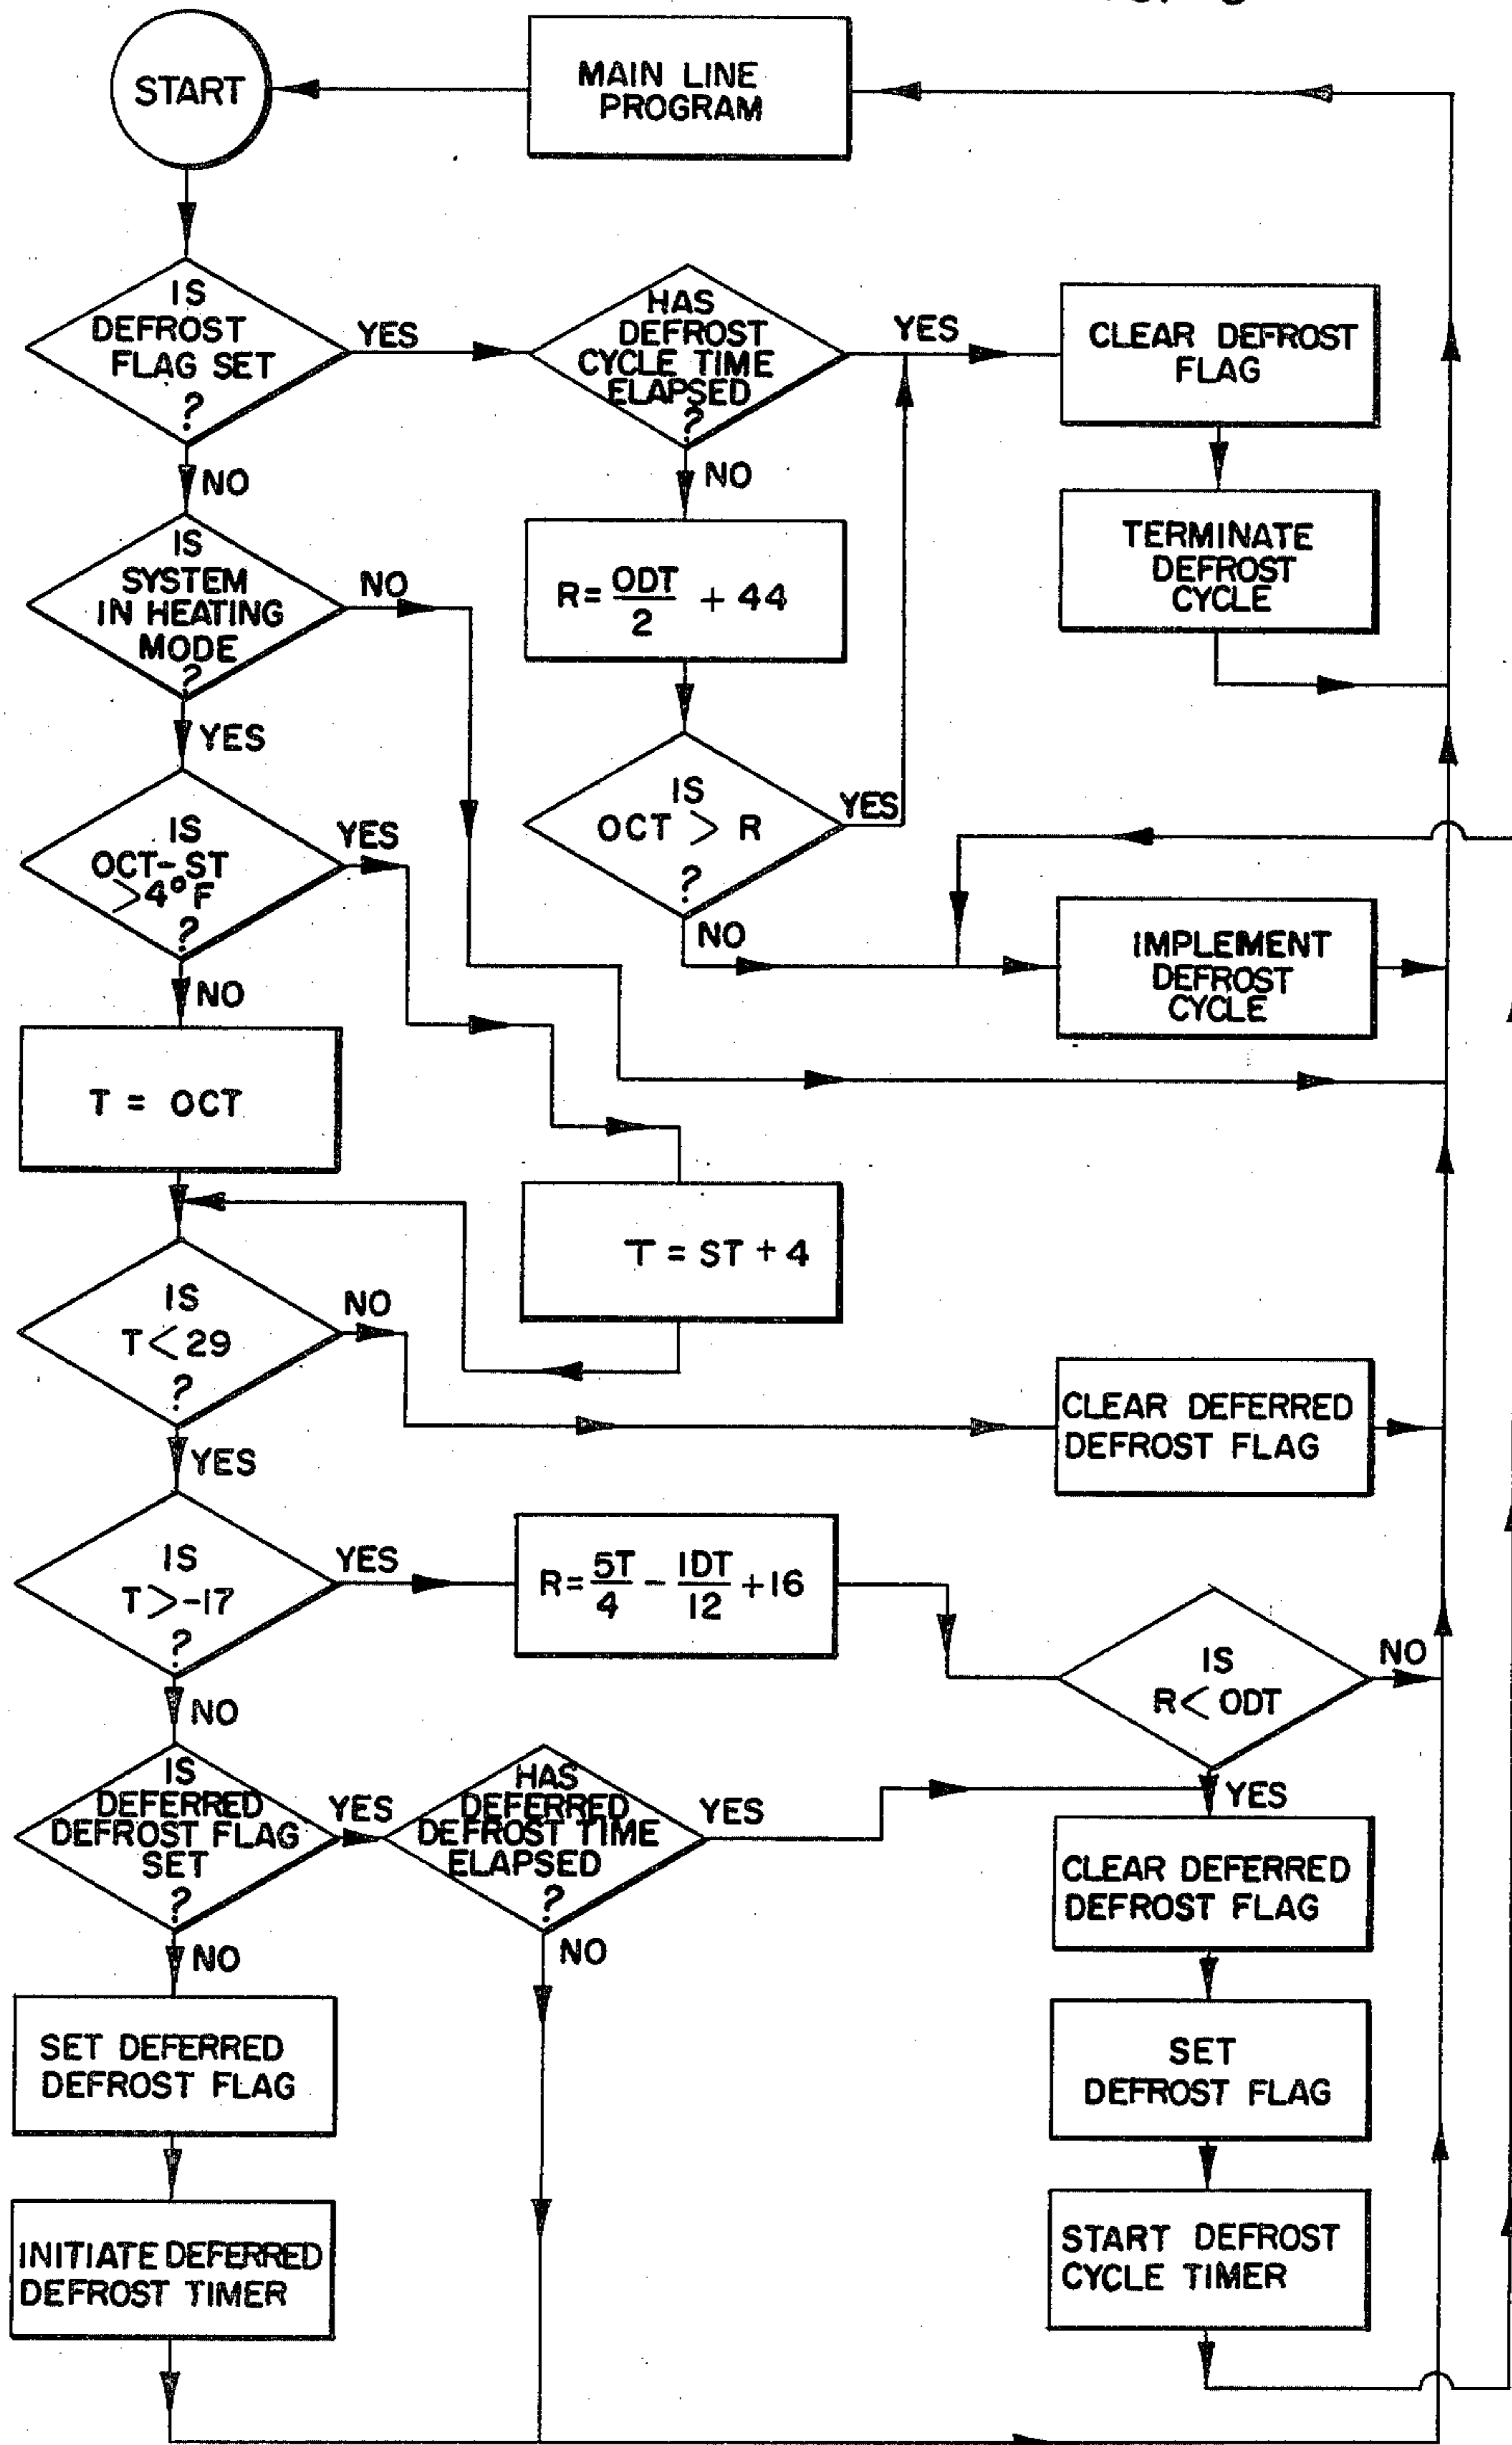 START
MAIN LINE
PROGRAM
IS
DEFROST
FLAG SET
?
YES
HAS
DEFROST
CYCLE TIME
ELAPSED
?
YES
CLEAR DEFROST
FLAG
NO
NO
IS
SYSTEM
IN HEATING
MODE
?
NO
R = ODT/2 + 44
TERMINATE
DEFROST
CYCLE
YES
IS
OCT-ST
>4°F
?
YES
IS
OCT > R
?
YES
NO
NO
IMPLEMENT
DEFROST
CYCLE
T = OCT
T = ST + 4
IS
T < 29
?
NO
CLEAR DEFERRED
DEFROST FLAG
YES
IS
T > -17
?
YES
R = 5T/4 - IDT/12 + 16
IS
R < ODT
NO
NO
YES
IS
DEFERRED
DEFROST FLAG
SET
?
YES
HAS
DEFERRED
DEFROST TIME
ELAPSED
?
YES
CLEAR DEFERRED
DEFROST FLAG
NO
NO
SET DEFERRED
DEFROST FLAG
SET
DEFROST FLAG
INITIATE DEFERRED
DEFROST TIMER
START DEFROST
CYCLE TIMER